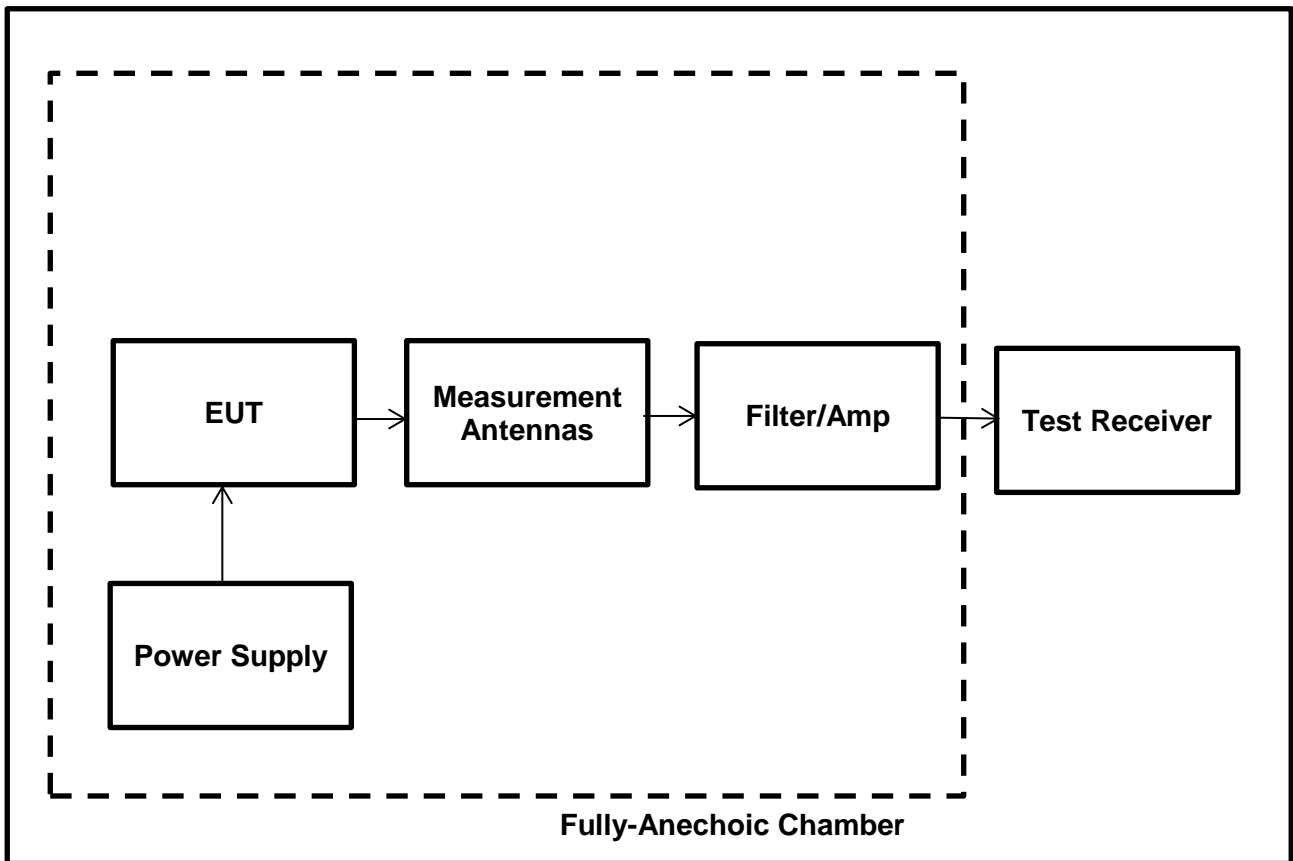 EUT
Measurement
Antennas
Filter/Amp
Test Receiver
Power Supply
Fully-Anechoic Chamber